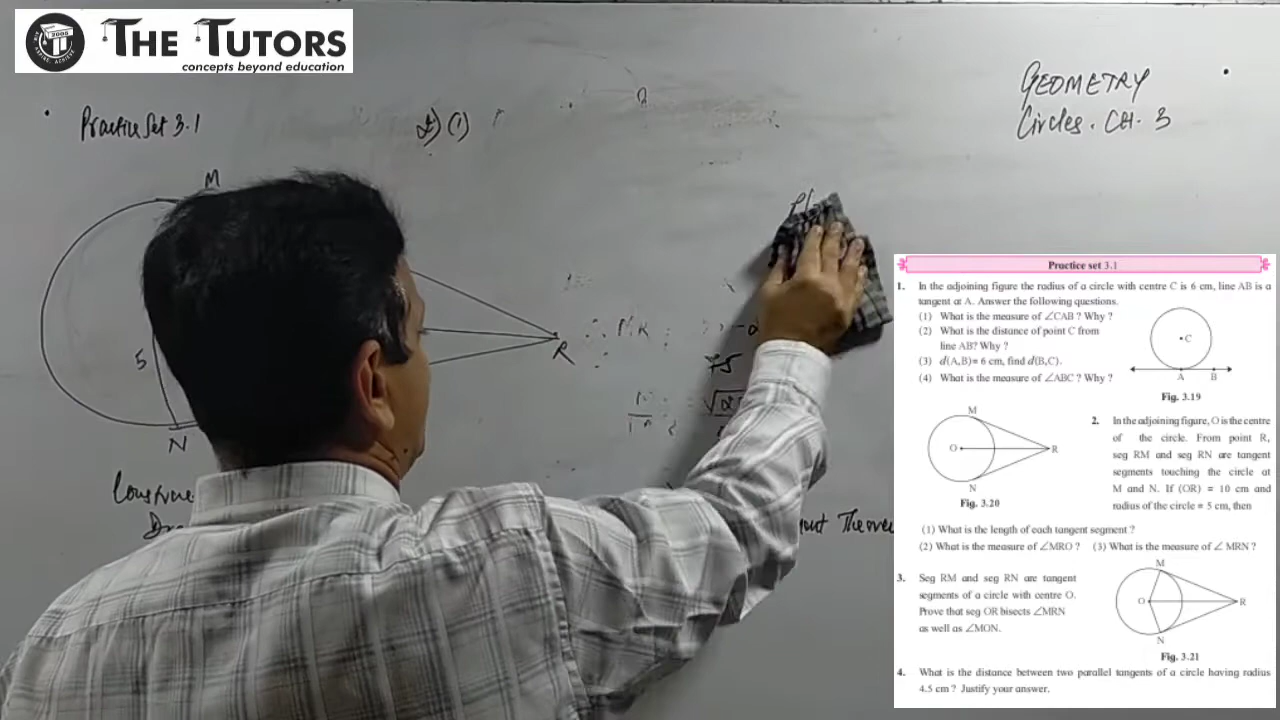 2008
AIM, ASPIRE, ACHIEVE
THE TUTORS
concepts beyond education
GEOMETRY
Circles. CH. 3
Practice Set 3.1
2) (1)
M
5
N
R
∴ MR
75
Theorem
Practice set 3.1
1. In the adjoining figure the radius of a circle with centre C is 6 cm, line AB is a
tangent at A. Answer the following questions.
(1) What is the measure of ∠CAB ? Why ?
(2) What is the distance of point C from
line AB? Why ?
(3) d(A,B)= 6 cm, find d(B,C).
(4) What is the measure of ∠ABC ? Why ?
C
A B
Fig. 3.19
M
O
R
N
Fig. 3.20
2. In the adjoining figure, O is the centre
of the circle. From point R,
seg RM and seg RN are tangent
segments touching the circle at
M and N. If (OR) = 10 cm and
radius of the circle = 5 cm, then
(1) What is the length of each tangent segment ?
(2) What is the measure of ∠MRO ? (3) What is the measure of ∠ MRN ?
3. Seg RM and seg RN are tangent
segments of a circle with centre O.
Prove that seg OR bisects ∠MRN
as well as ∠MON.
M
O
R
N
Fig. 3.21
4. What is the distance between two parallel tangents of a circle having radius
4.5 cm ? Justify your answer.